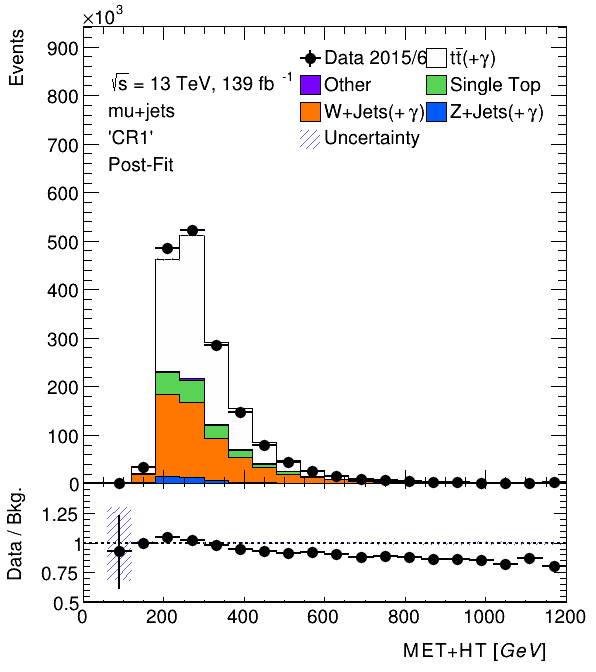 ×10³
Events
900
800
700
600
500
400
300
200
100
0
√s = 13 TeV, 139 fb⁻¹
mu+jets
'CR1'
Post-Fit
Data 2015/6
tt̄(+γ)
Other
Single Top
W+Jets(+γ)
Z+Jets(+γ)
Uncertainty
Data / Bkg.
1.25
1
0.75
0.5
0 200 400 600 800 1000 1200
MET+HT [GeV]